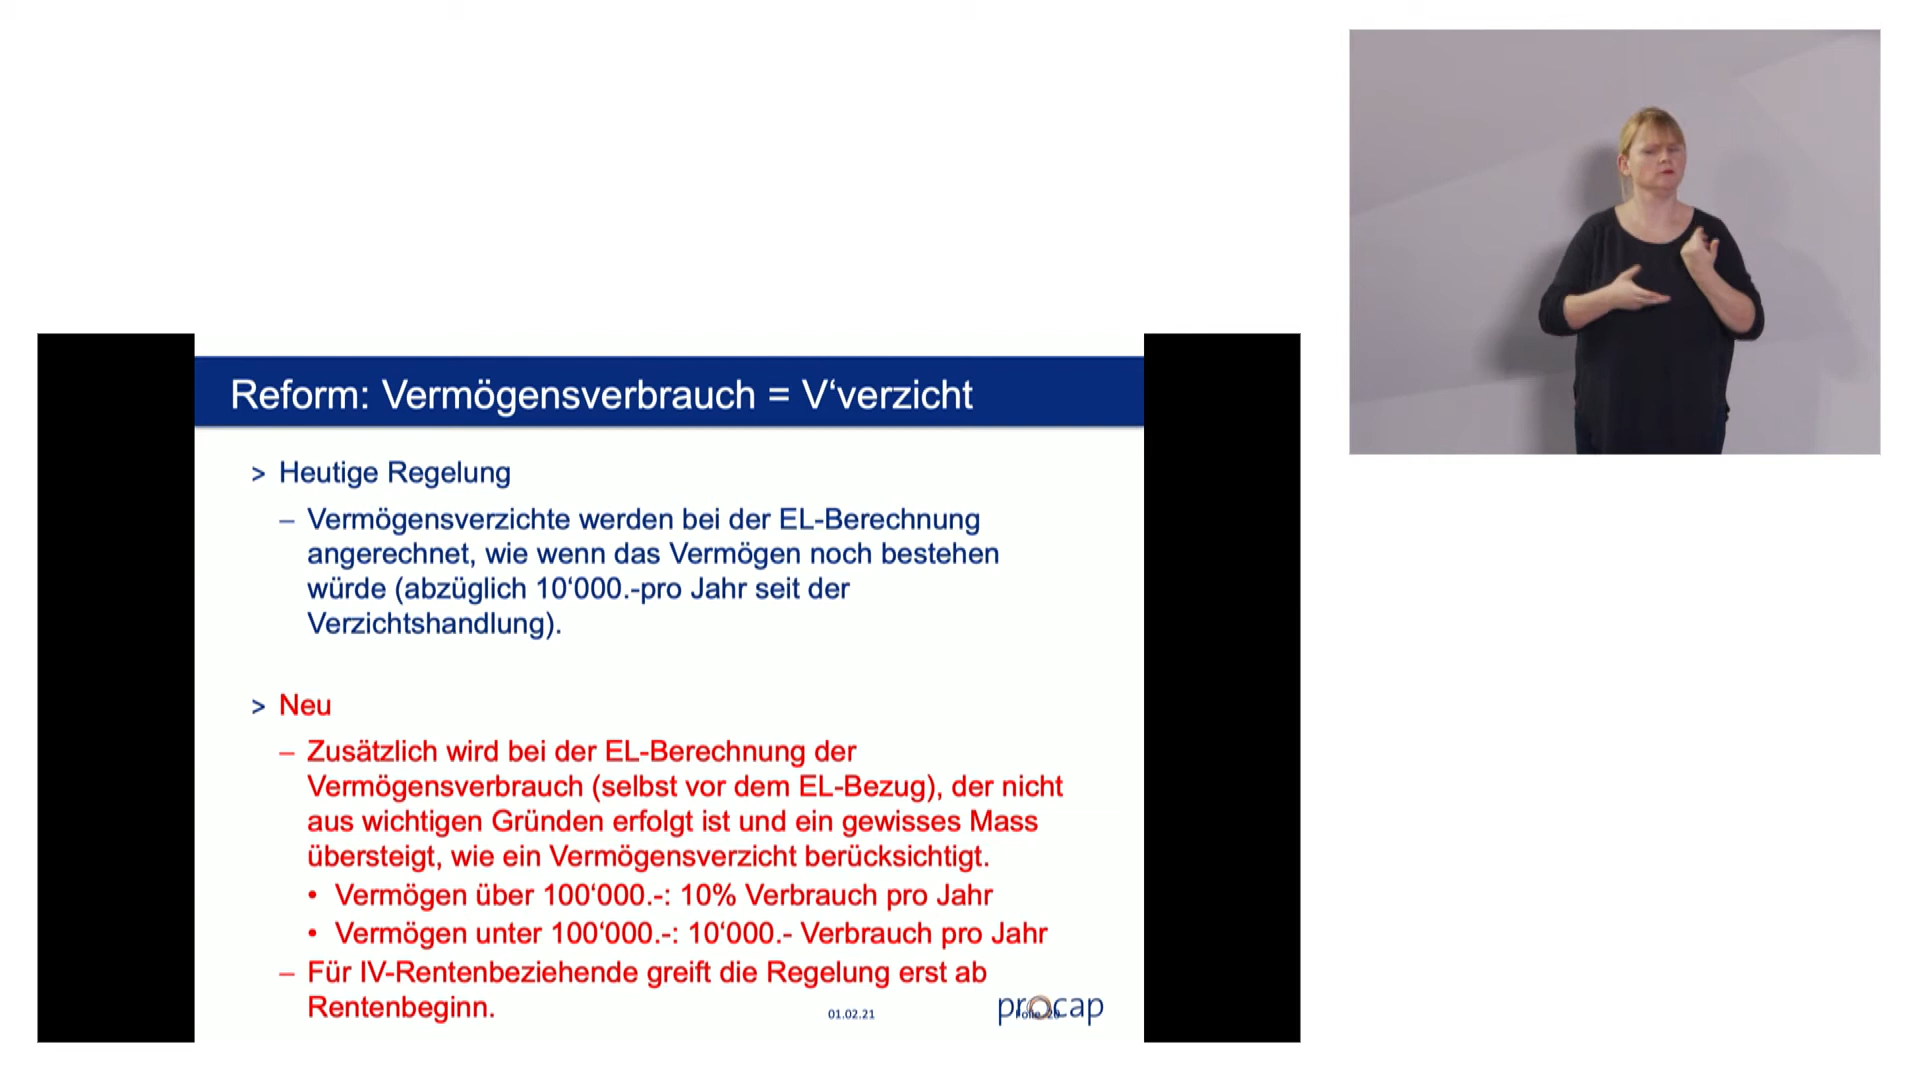 Reform: Vermögensverbrauch = V‘verzicht
> Heutige Regelung
– Vermögensverzichte werden bei der EL-Berechnung
angerechnet, wie wenn das Vermögen noch bestehen
würde (abzüglich 10‘000.-pro Jahr seit der
Verzichtshandlung).
> Neu
– Zusätzlich wird bei der EL-Berechnung der
Vermögensverbrauch (selbst vor dem EL-Bezug), der nicht
aus wichtigen Gründen erfolgt ist und ein gewisses Mass
übersteigt, wie ein Vermögensverzicht berücksichtigt.
• Vermögen über 100‘000.-: 10% Verbrauch pro Jahr
• Vermögen unter 100‘000.-: 10‘000.- Verbrauch pro Jahr
– Für IV-Rentenbeziehende greift die Regelung erst ab
Rentenbeginn.
01.02.21
procap